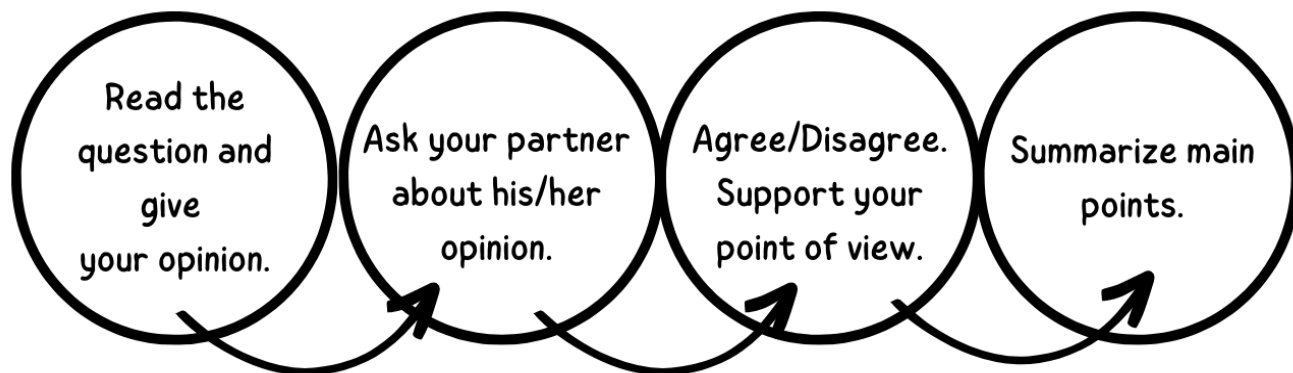 Read the
question and
give
your opinion.
Ask your partner
about his/her
opinion.
Agree/Disagree.
Support your
point of view.
Summarize main
points.